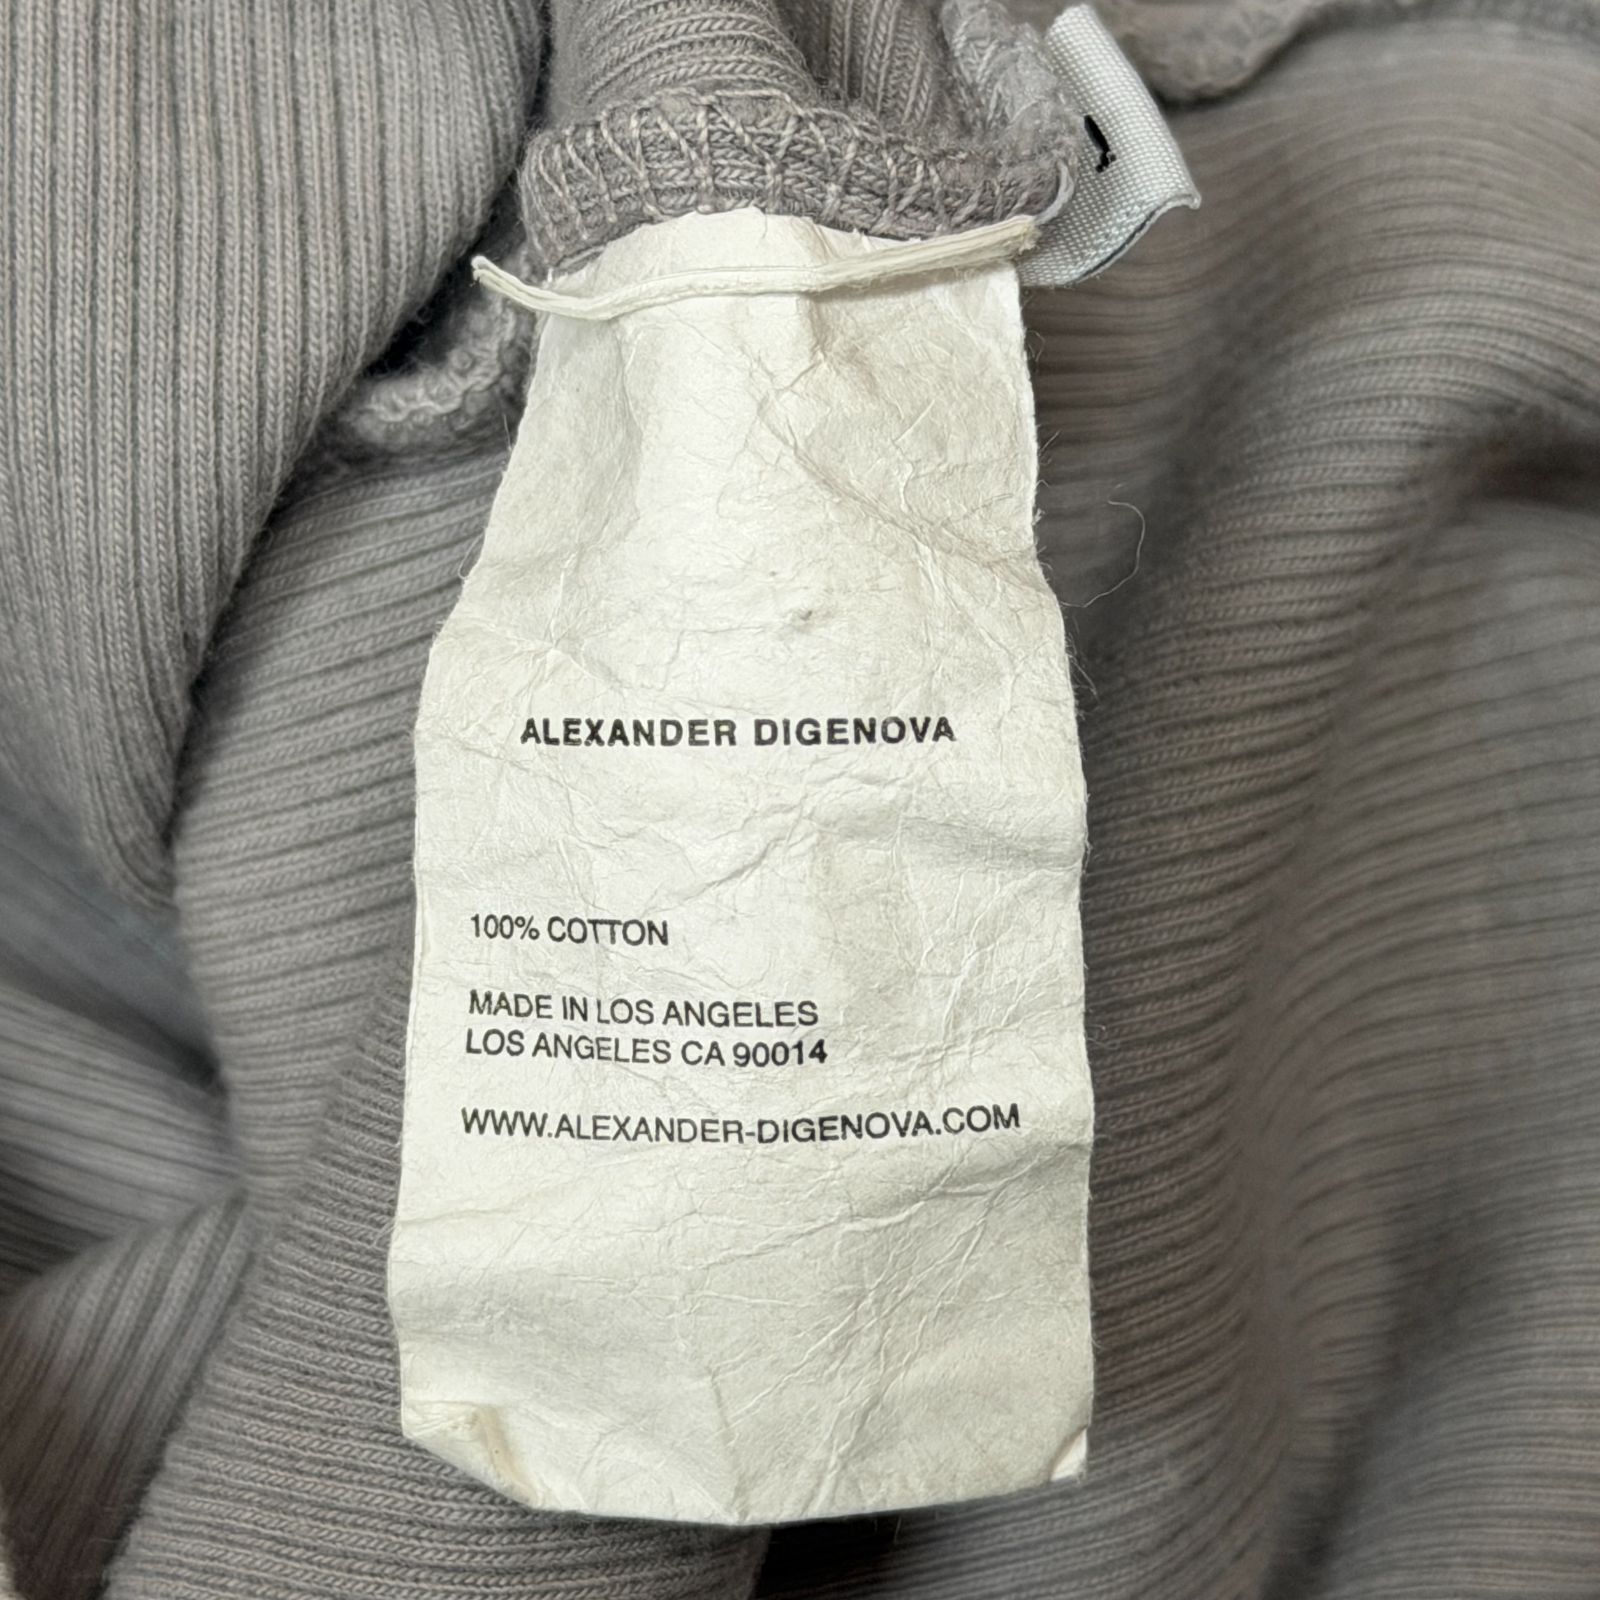 ALEXANDER DIGENOVA
100% COTTON
MADE IN LOS ANGELES
LOS ANGELES CA 90014
WWW.ALEXANDER-DIGENOVA.COM